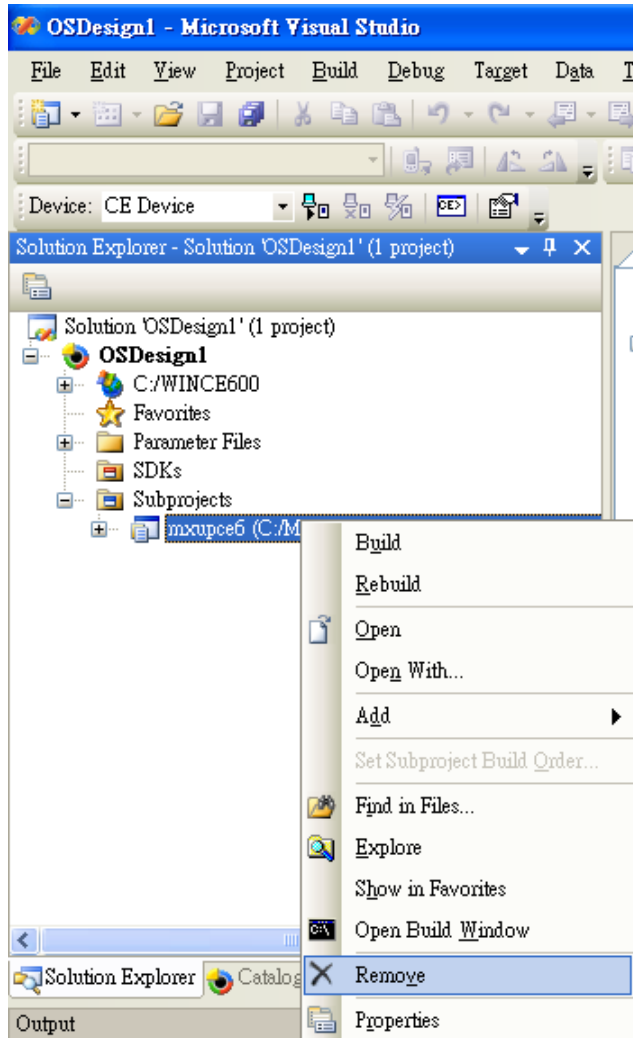 OSDesign1 - Microsoft Visual Studio
File Edit View Project Build Debug Target Data
Device: CE Device
Solution Explorer - Solution 'OSDesign1' (1 project)
Solution 'OSDesign1' (1 project)
OSDesign1
C:/WINCE600
Favorites
Parameter Files
SDKs
Subprojects
mxupce6 (C:/M
Build
Rebuild
Open
Open With...
Add
Set Subproject Build Order...
Find in Files...
Explore
Show in Favorites
Open Build Window
Solution Explorer Catalog Remove
Output Properties